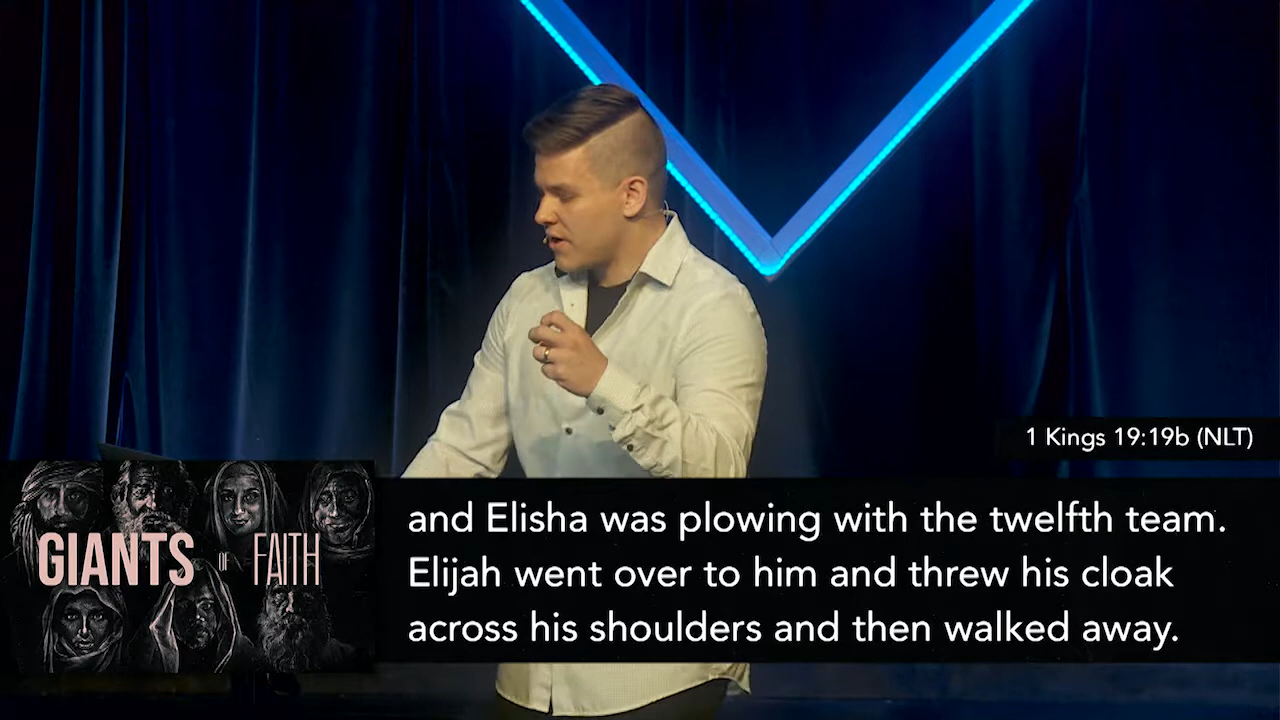 1 Kings 19:19b (NLT)
GIANTS OF FAITH
and Elisha was plowing with the twelfth team.
Elijah went over to him and threw his cloak
across his shoulders and then walked away.